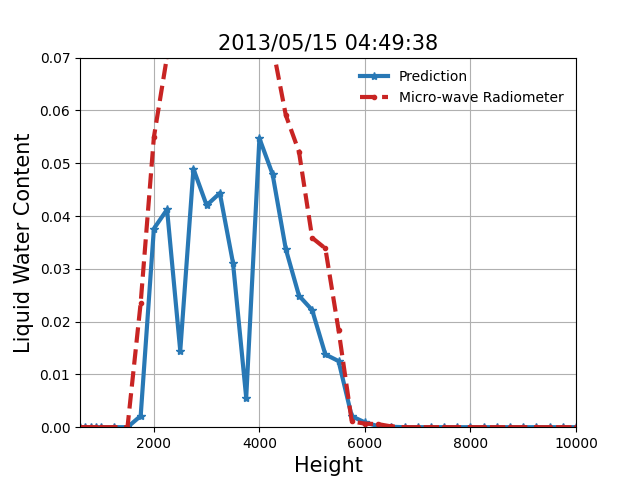 2013/05/15 04:49:38
Prediction
Micro-wave Radiometer
Liquid Water Content
0.07
0.06
0.05
0.04
0.03
0.02
0.01
0.00
2000 4000 6000 8000 10000
Height